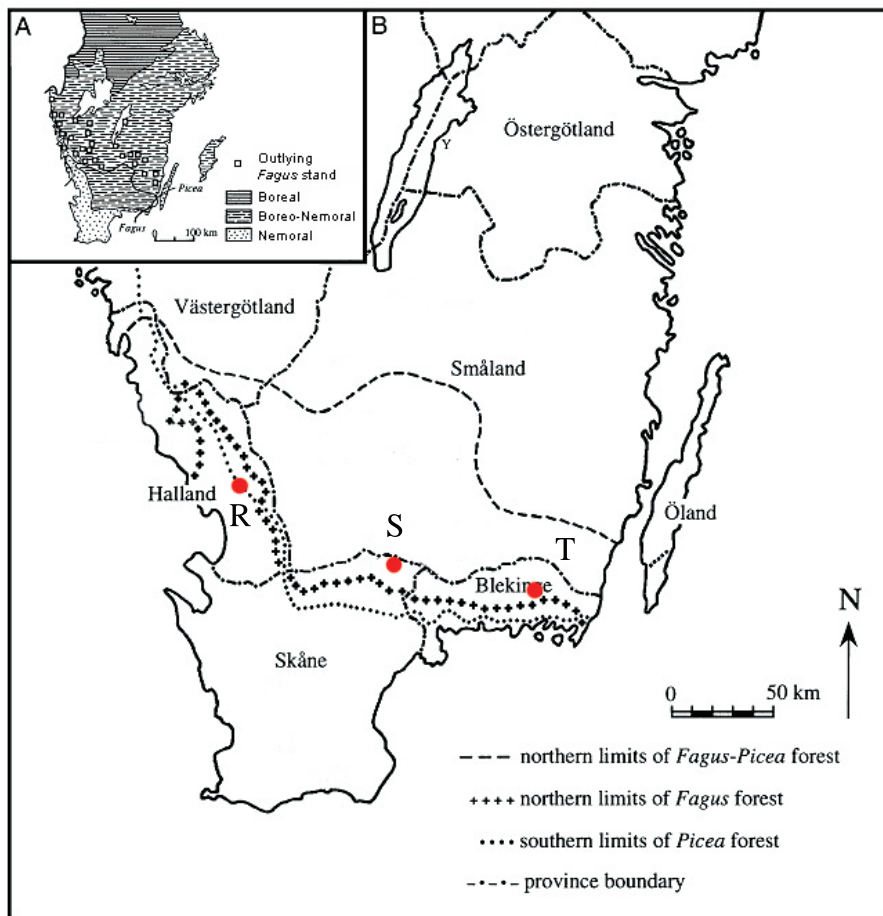 A
Outlying
Fagus stand
Picea
Boreal
Boreo-Nemoral
Fagus
0 100 km
Nemoral
B
Östergötland
Y
Västergötland
Småland
Halland
R
S
T
Öland
Blekinge
N
Skåne
0 50 km
northern limits of Fagus-Picea forest
northern limits of Fagus forest
southern limits of Picea forest
province boundary